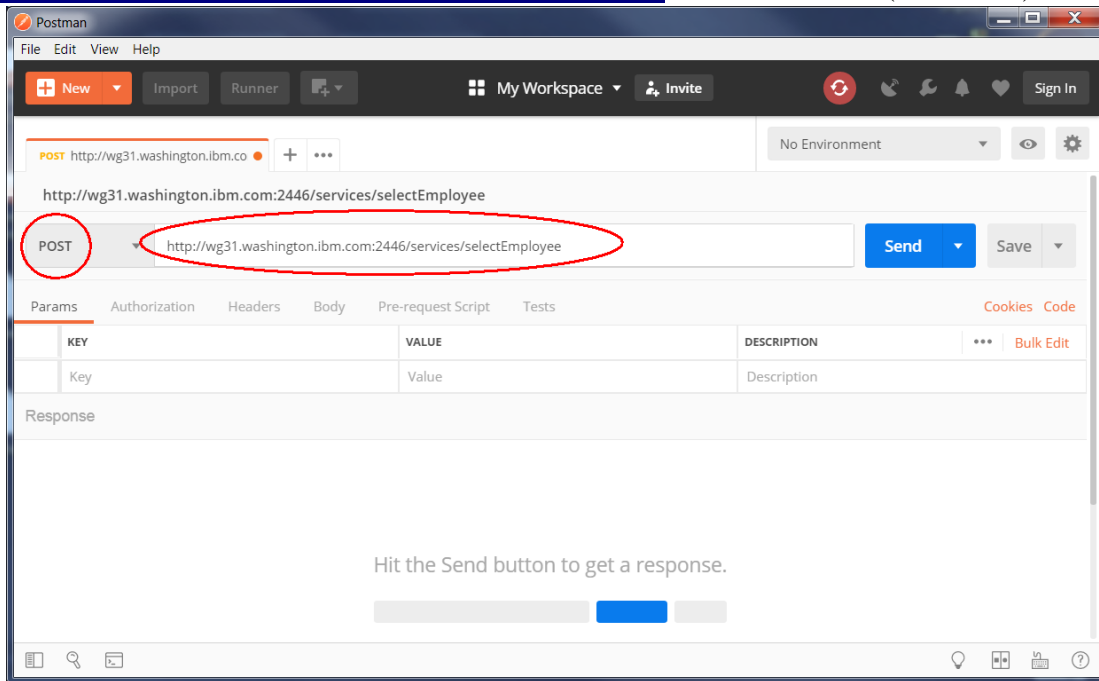 Postman
File Edit View Help
New Import Runner My Workspace Invite Sign In
POST http://wg31.washington.ibm.co No Environment
http://wg31.washington.ibm.com:2446/services/selectEmployee
POST http://wg31.washington.ibm.com:2446/services/selectEmployee Send Save
Params Authorization Headers Body Pre-request Script Tests Cookies Code
KEY VALUE DESCRIPTION ••• Bulk Edit
Key Value Description
Response
Hit the Send button to get a response.